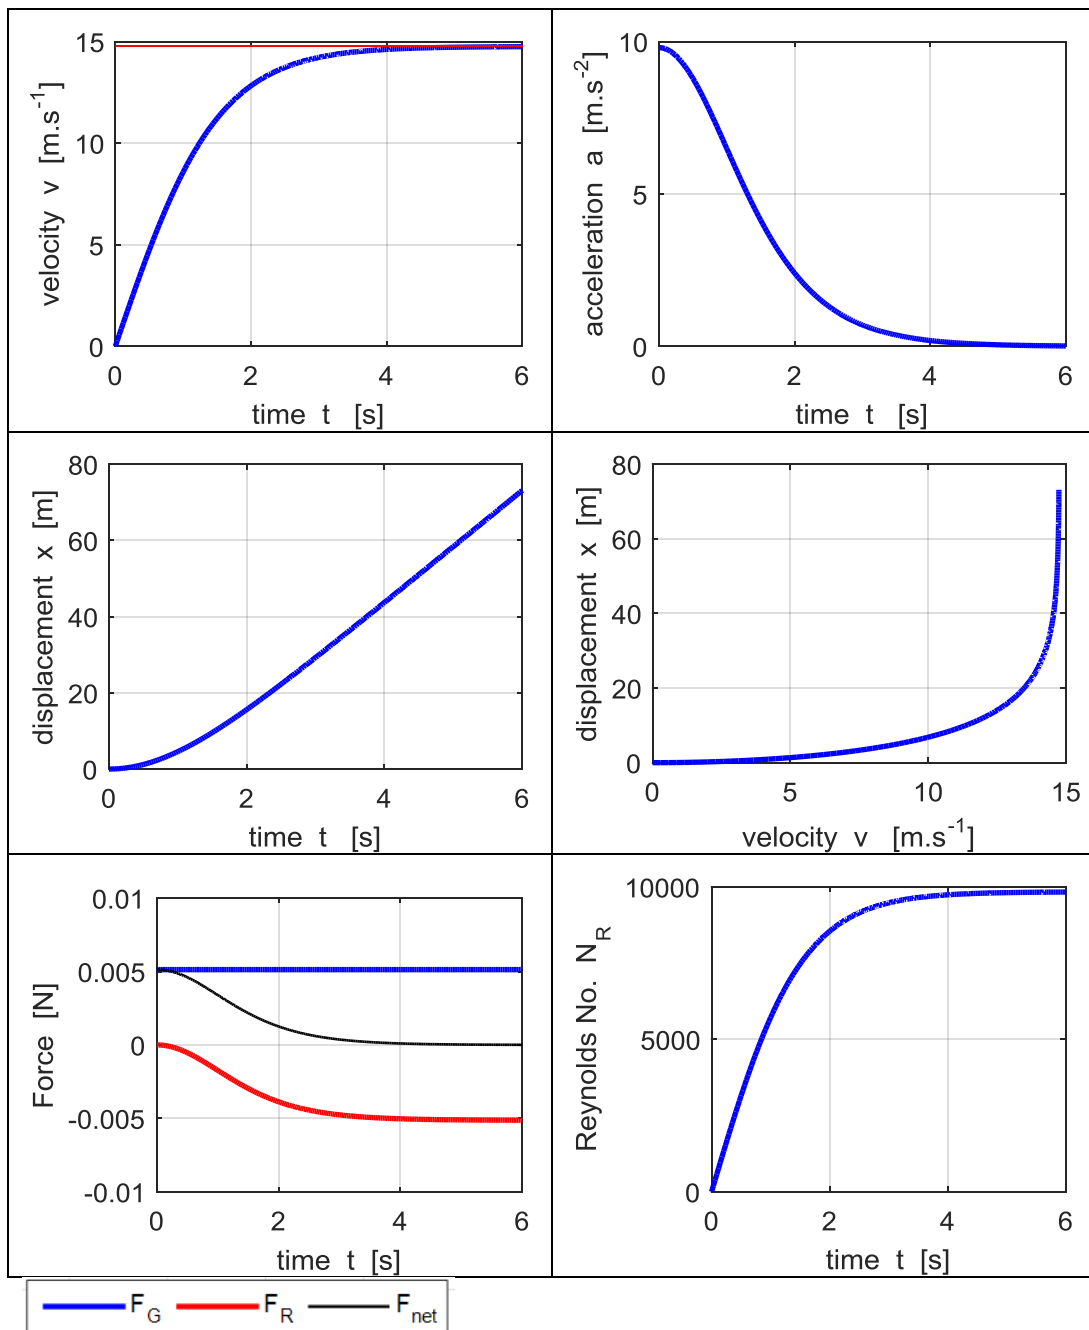 15
10
5
0
0 2 4 6
velocity v [m.s-1]
time t [s]
10
5
0
0 2 4 6
acceleration a [m.s-2]
time t [s]
80
60
40
20
0
0 2 4 6
displacement x [m]
time t [s]
80
60
40
20
0
0 5 10 15
displacement x [m]
velocity v [m.s-1]
0.01
0.005
0
-0.005
-0.01
0 2 4 6
Force [N]
time t [s]
10000
5000
0
0 2 4 6
Reynolds No. NR
time t [s]
FG FR Fnet